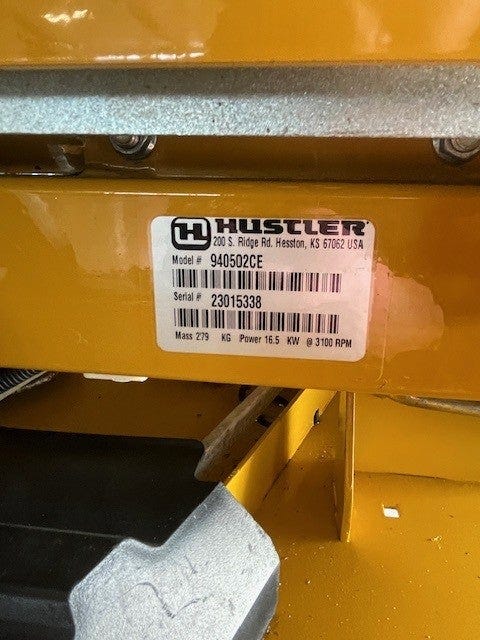 H HUSTLER
200 S. Ridge Rd. Hesston, KS 67062 USA
Model # 940502CE
Serial # 23015338
Mass 279 KG Power 16.5 KW @ 3100 RPM